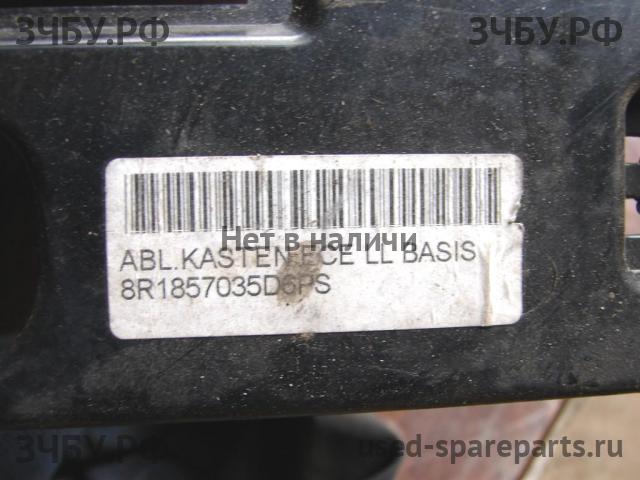 ЗЧБУ.РФ
ЗЧБУ.РФ
Нет в наличи
ABL.KASTEN ECE LL BASIS
8R1857035D6PS
ЗЧБУ.РФ
used-spareparts.ru